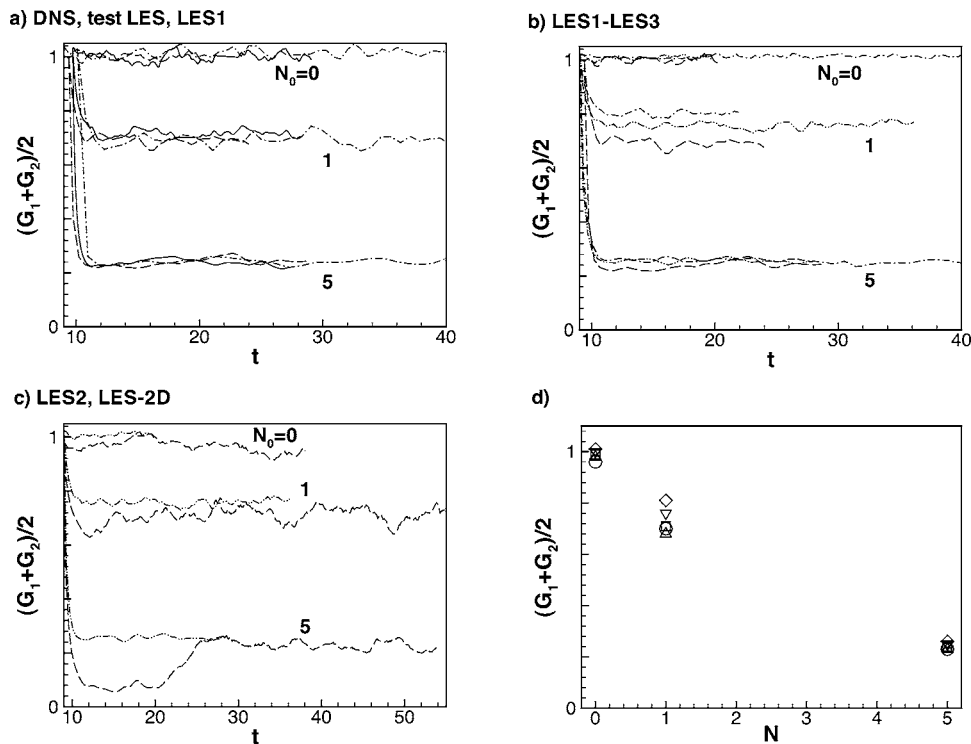 a) DNS, test LES, LES1
1
(G₁+G₂)/2
N₀=0
1
5
0
10 20 30 40
t
b) LES1-LES3
1
(G₁+G₂)/2
N₀=0
1
5
0
10 20 30 40
t
c) LES2, LES-2D
1
(G₁+G₂)/2
N₀=0
1
5
0
10 20 30 40 50
t
d)
1
(G₁+G₂)/2
0
0 1 2 3 4 5
N